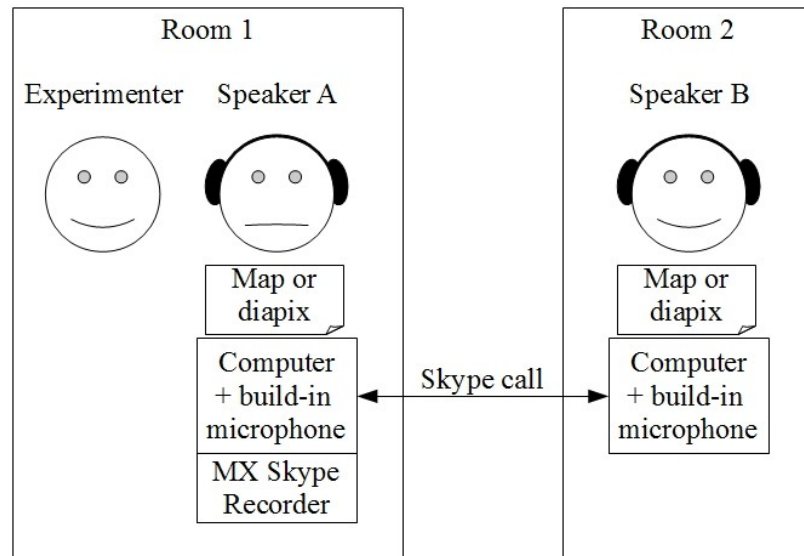 Room 1
Room 2
Experimenter
Speaker A
Speaker B
Map or
diapix
Map or
diapix
Computer
+ build-in
microphone
Skype call
Computer
+ build-in
microphone
MX Skype
Recorder